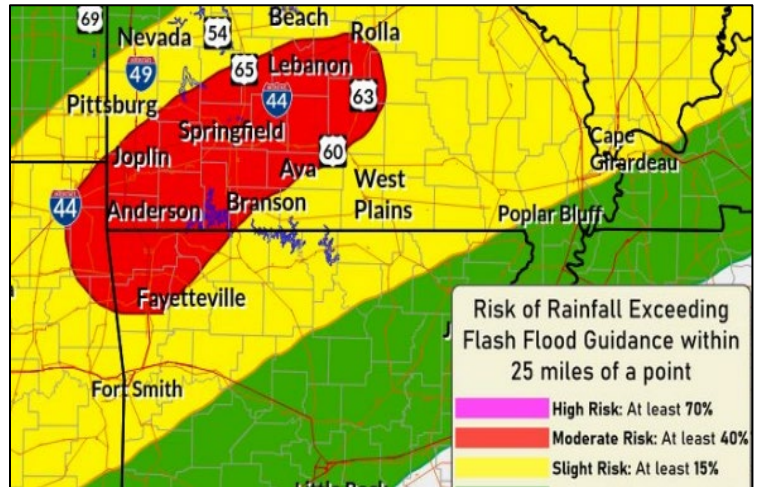 69
Nevada
54
Beach
Rolla
49
65
Lebanon
44
63
Pittsburg
Springfield
60
Joplin
Ava
West
Plains
Cape
Girardeau
44
Anderson
Branson
Poplar Bluff
Fayetteville
Fort Smith
Risk of Rainfall Exceeding
Flash Flood Guidance within
25 miles of a point
High Risk: At least 70%
Moderate Risk: At least 40%
Slight Risk: At least 15%